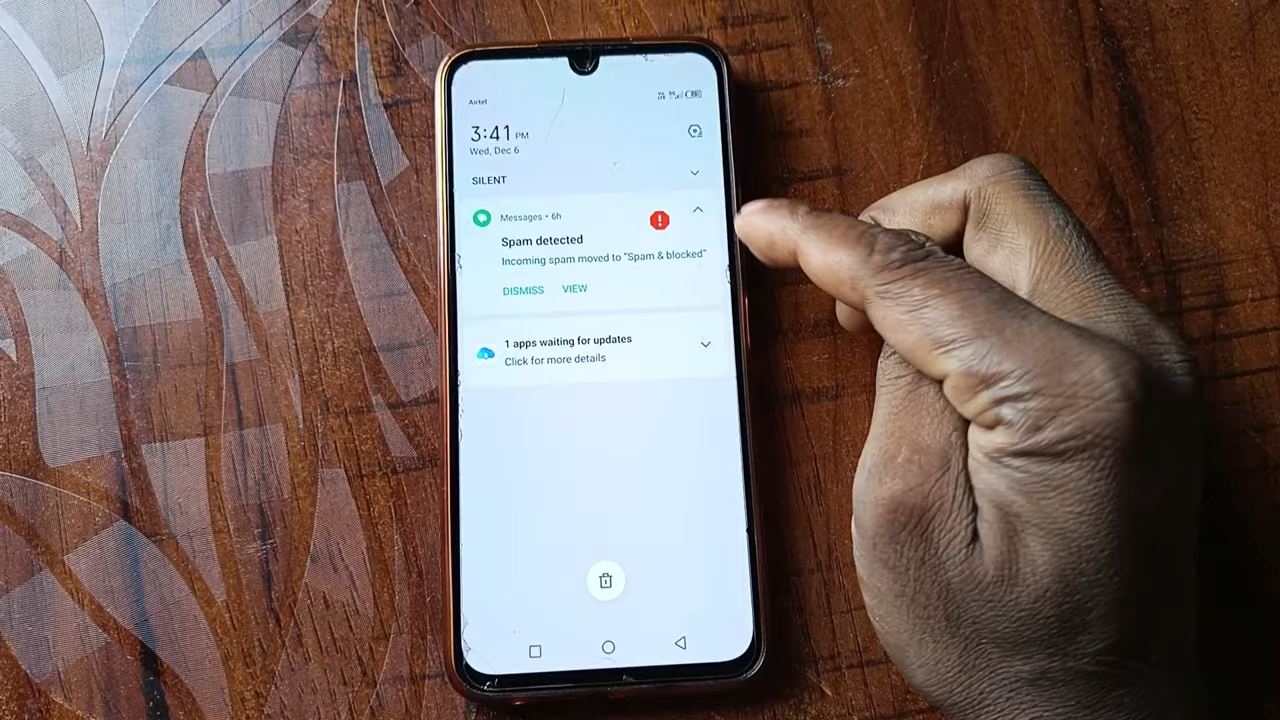 Airtel
3:41 PM
Wed, Dec 6
SILENT
Messages • 6h
Spam detected
Incoming spam moved to "Spam & blocked"
DISMISS VIEW
1 apps waiting for updates
Click for more details